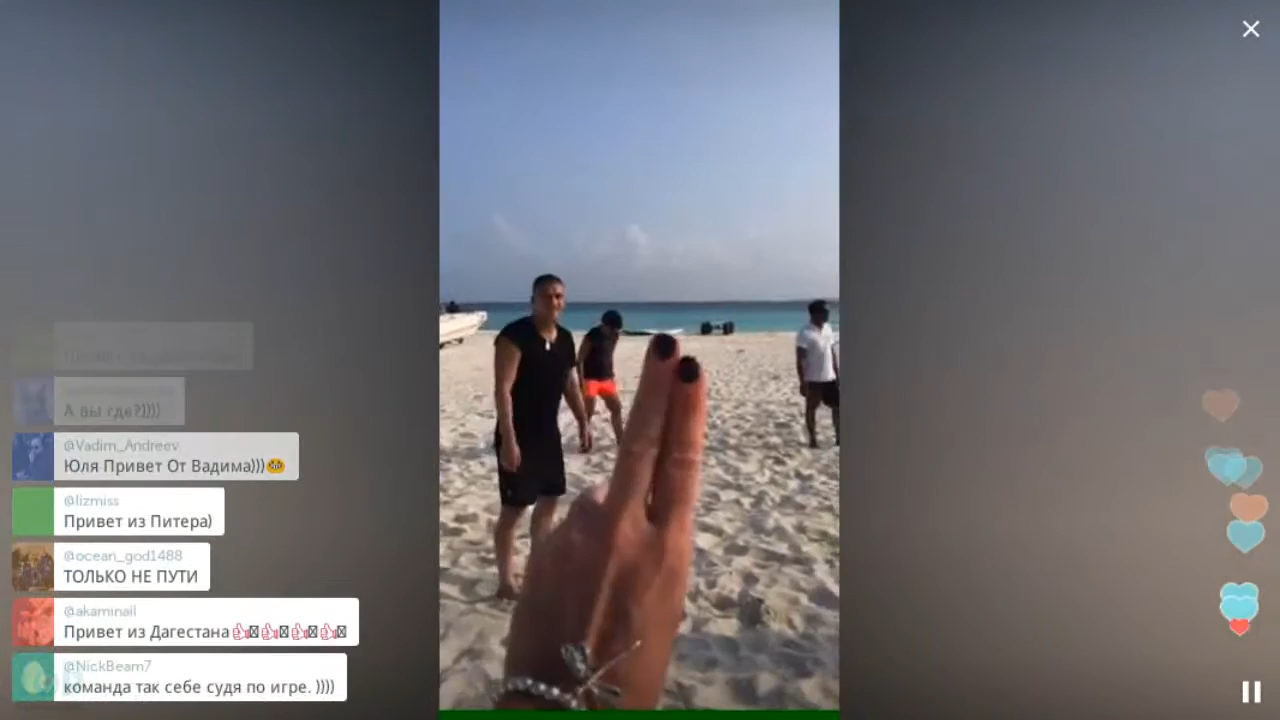 А вы где?))))
@Vadim_Andreev
Юля Привет От Вадима)))😁
@lizmiss
Привет из Питера)
@ocean_god1488
ТОЛЬКО НЕ ПУТИ
@akaminail
Привет из Дагестана 👍👍👍👍
@NickBeam7
команда так себе судя по игре. ))))